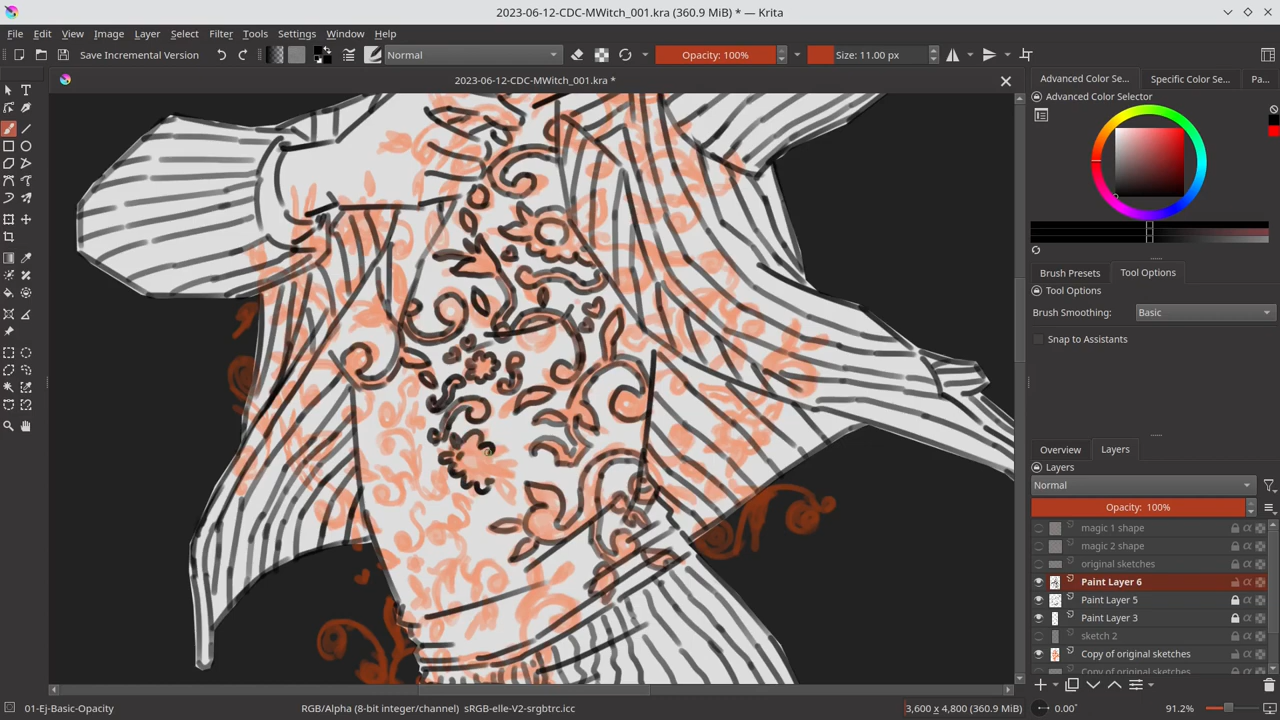 2023-06-12-CDC-MWitch_001.kra (360.9 MiB) * — Krita
File Edit View Image Layer Select Filter Tools Settings Window Help
Save Incremental Version Normal Opacity: 100% Size: 11.00 px
2023-06-12-CDC-MWitch_001.kra *
Advanced Color Se... Specific Color Se... Pa...
Advanced Color Selector
Brush Presets Tool Options
Tool Options
Brush Smoothing: Basic
Snap to Assistants
Overview Layers
Layers
Normal
Opacity: 100%
magic 1 shape
magic 2 shape
original sketches
Paint Layer 6
Paint Layer 5
Paint Layer 3
sketch 2
Copy of original sketches
Copy of original sketches
01-Ej-Basic-Opacity RGB/Alpha (8-bit integer/channel) sRGB-elle-V2-srgbtrc.icc 3,600 x 4,800 (360.9 MiB) 0.00° 91.2%